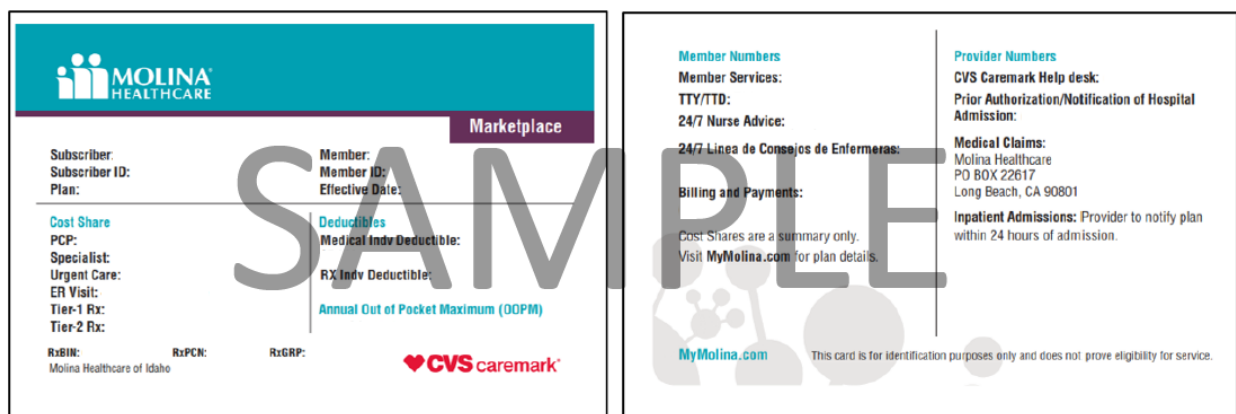 MOLINA®
HEALTHCARE
Marketplace
Subscriber:
Subscriber ID:
Plan:
Member:
Member ID:
Effective Date:
Cost Share
PCP:
Specialist:
Urgent Care:
ER Visit:
Tier-1 Rx:
Tier-2 Rx:
Deductibles
Medical Indv Deductible:
RX Indv Deductible:
Annual Out of Pocket Maximum (OOPM)
RxBIN: RxPCN: RxGRP:
Molina Healthcare of Idaho
CVS caremark®
Member Numbers
Member Services:
TTY/TTD:
24/7 Nurse Advice:
24/7 Linea de Consejos de Enfermeras:
Billing and Payments:
Cost Shares are a summary only.
Visit MyMolina.com for plan details.
Provider Numbers
CVS Caremark Help desk:
Prior Authorization/Notification of Hospital
Admission:
Medical Claims:
Molina Healthcare
PO BOX 22617
Long Beach, CA 90801
Inpatient Admissions: Provider to notify plan
within 24 hours of admission.
MyMolina.com This card is for identification purposes only and does not prove eligibility for service.
SAMPLE